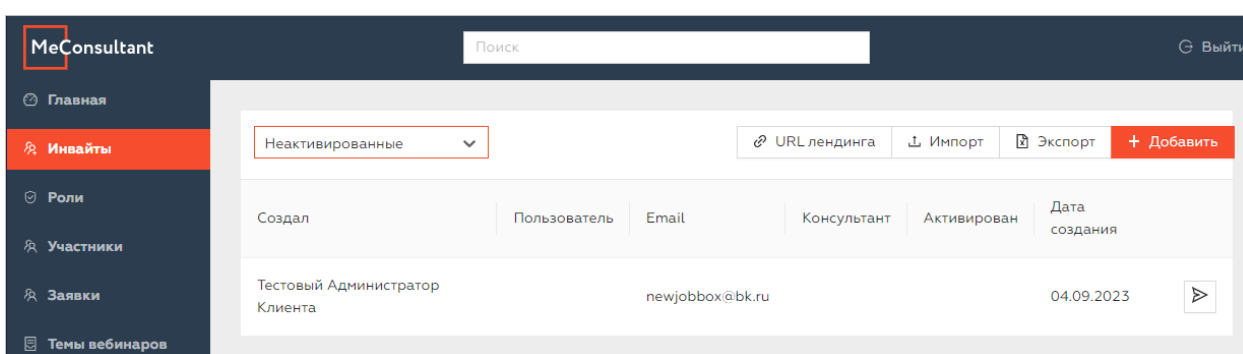 MeConsultant
Поиск
Выйти
Главная
Инвайты
Роли
Участники
Заявки
Темы вебинаров
Неактивированные
URL лендинга
Импорт
Экспорт
+ Добавить
Создал
Пользователь
Email
Консультант
Активирован
Дата
создания
Тестовый Администратор
Клиента
newjobbox@bk.ru
04.09.2023